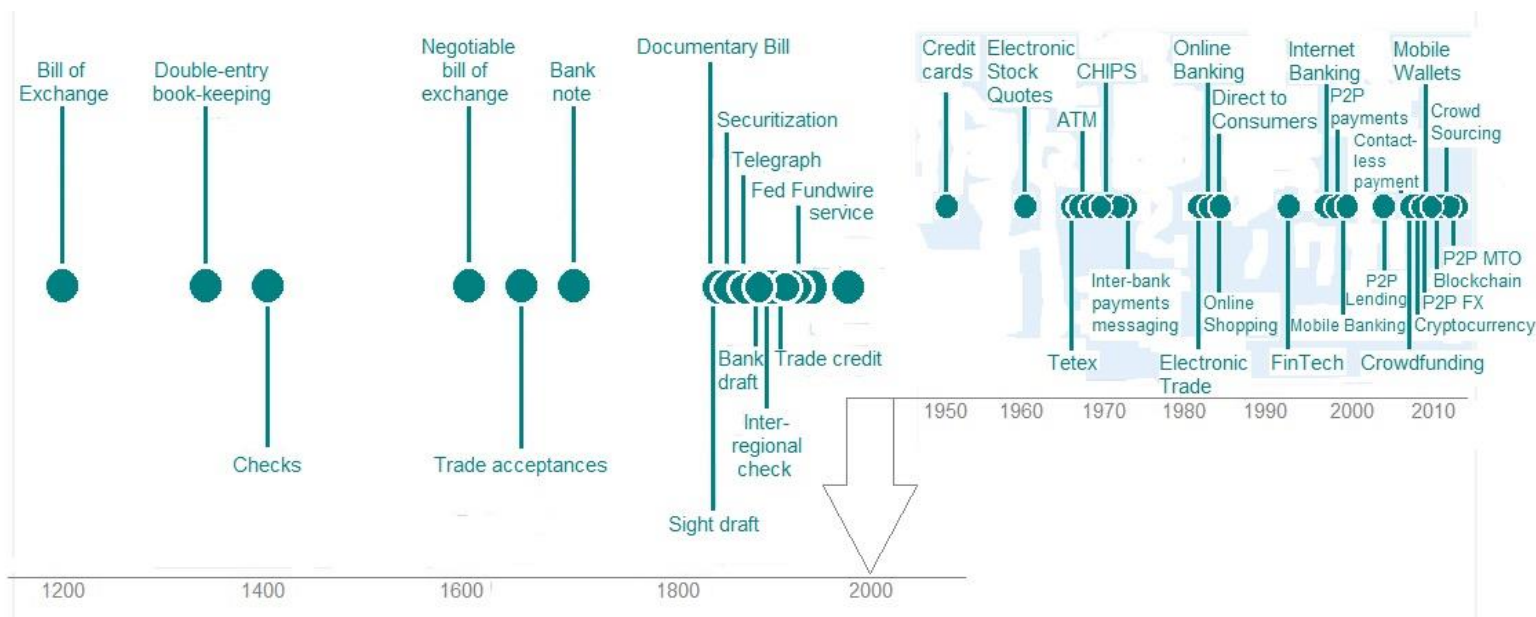 Bill of
Exchange
Double-entry
book-keeping
Checks
Negotiable
bill of
exchange
Trade acceptances
Bank
note
Documentary Bill
Securitization
Telegraph
Fed Fundwire
service
Bank
draft
Trade credit
Inter-
regional
check
Sight draft
1200
1400
1600
1800
2000
Credit
cards
Electronic
Stock
Quotes
CHIPS
ATM
Online
Banking
Direct to
Consumers
Internet
Banking
P2P
payments
Contact-
less
payment
Mobile
Wallets
Crowd
Sourcing
Inter-bank
payments
messaging
Tetex
Online
Shopping
Electronic
Trade
FinTech
Mobile Banking
P2P
Lending
Crowdfunding
P2P MTO
Blockchain
P2P FX
Cryptocurrency
1950
1960
1970
1980
1990
2000
2010